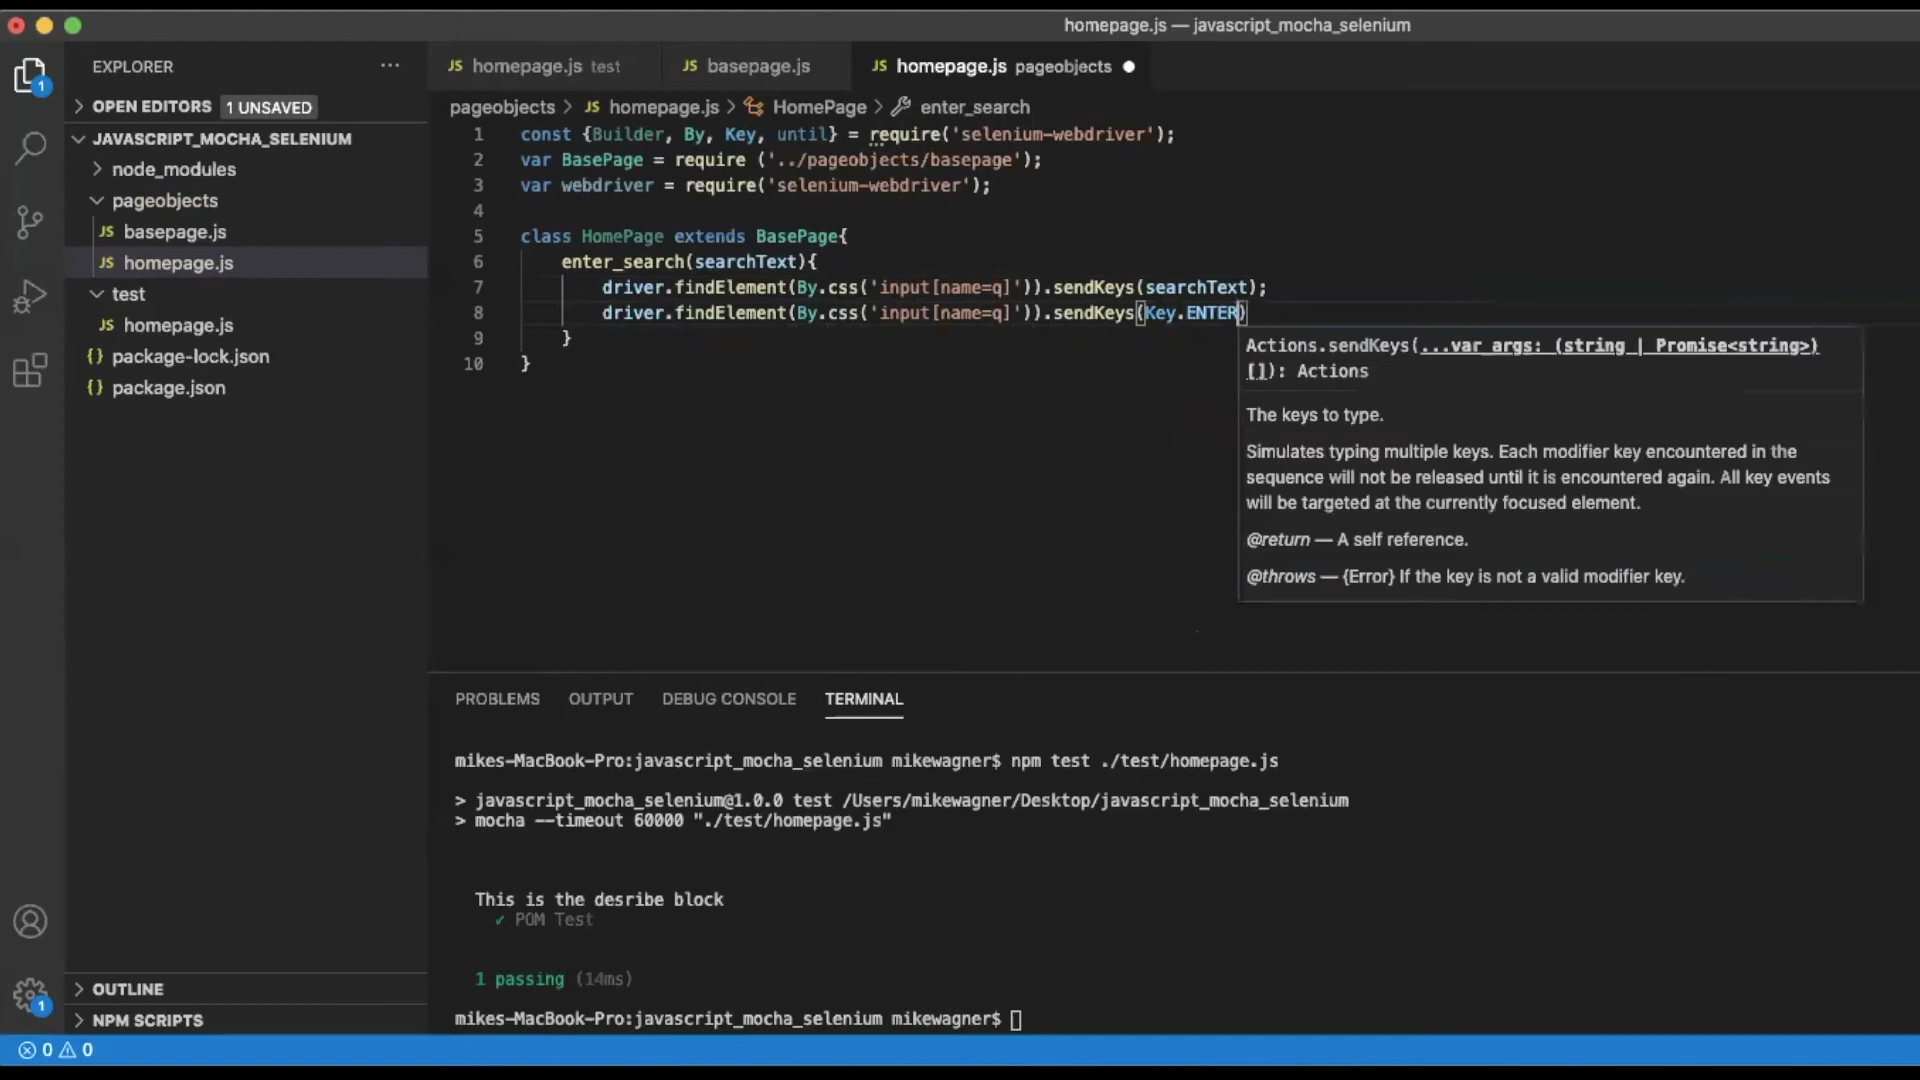 homepage.js — javascript_mocha_selenium
EXPLORER ···
JS homepage.js test
JS basepage.js
JS homepage.js pageobjects
1
OPEN EDITORS 1 UNSAVED
pageobjects > JS homepage.js > HomePage > enter_search
JAVASCRIPT_MOCHA_SELENIUM
node_modules
pageobjects
JS basepage.js
JS homepage.js
test
JS homepage.js
{} package-lock.json
{} package.json
1 const {Builder, By, Key, until} = require('selenium-webdriver');
2 var BasePage = require ('../pageobjects/basepage');
3 var webdriver = require('selenium-webdriver');
4
5 class HomePage extends BasePage{
6 enter_search(searchText){
7 driver.findElement(By.css('input[name=q]')).sendKeys(searchText);
8 driver.findElement(By.css('input[name=q]')).sendKeys(Key.ENTER)
9 }
10 }
Actions.sendKeys(...var_args: (string | Promise<string>)
[]): Actions
The keys to type.
Simulates typing multiple keys. Each modifier key encountered in the
sequence will not be released until it is encountered again. All key events
will be targeted at the currently focused element.
@return — A self reference.
@throws — {Error} If the key is not a valid modifier key.
PROBLEMS OUTPUT DEBUG CONSOLE TERMINAL
mikes-MacBook-Pro:javascript_mocha_selenium mikewagner$ npm test ./test/homepage.js
> javascript_mocha_selenium@1.0.0 test /Users/mikewagner/Desktop/javascript_mocha_selenium
> mocha --timeout 60000 "./test/homepage.js"
This is the desribe block
✓ POM Test
1 passing (14ms)
mikes-MacBook-Pro:javascript_mocha_selenium mikewagner$
OUTLINE
1
NPM SCRIPTS
0 0